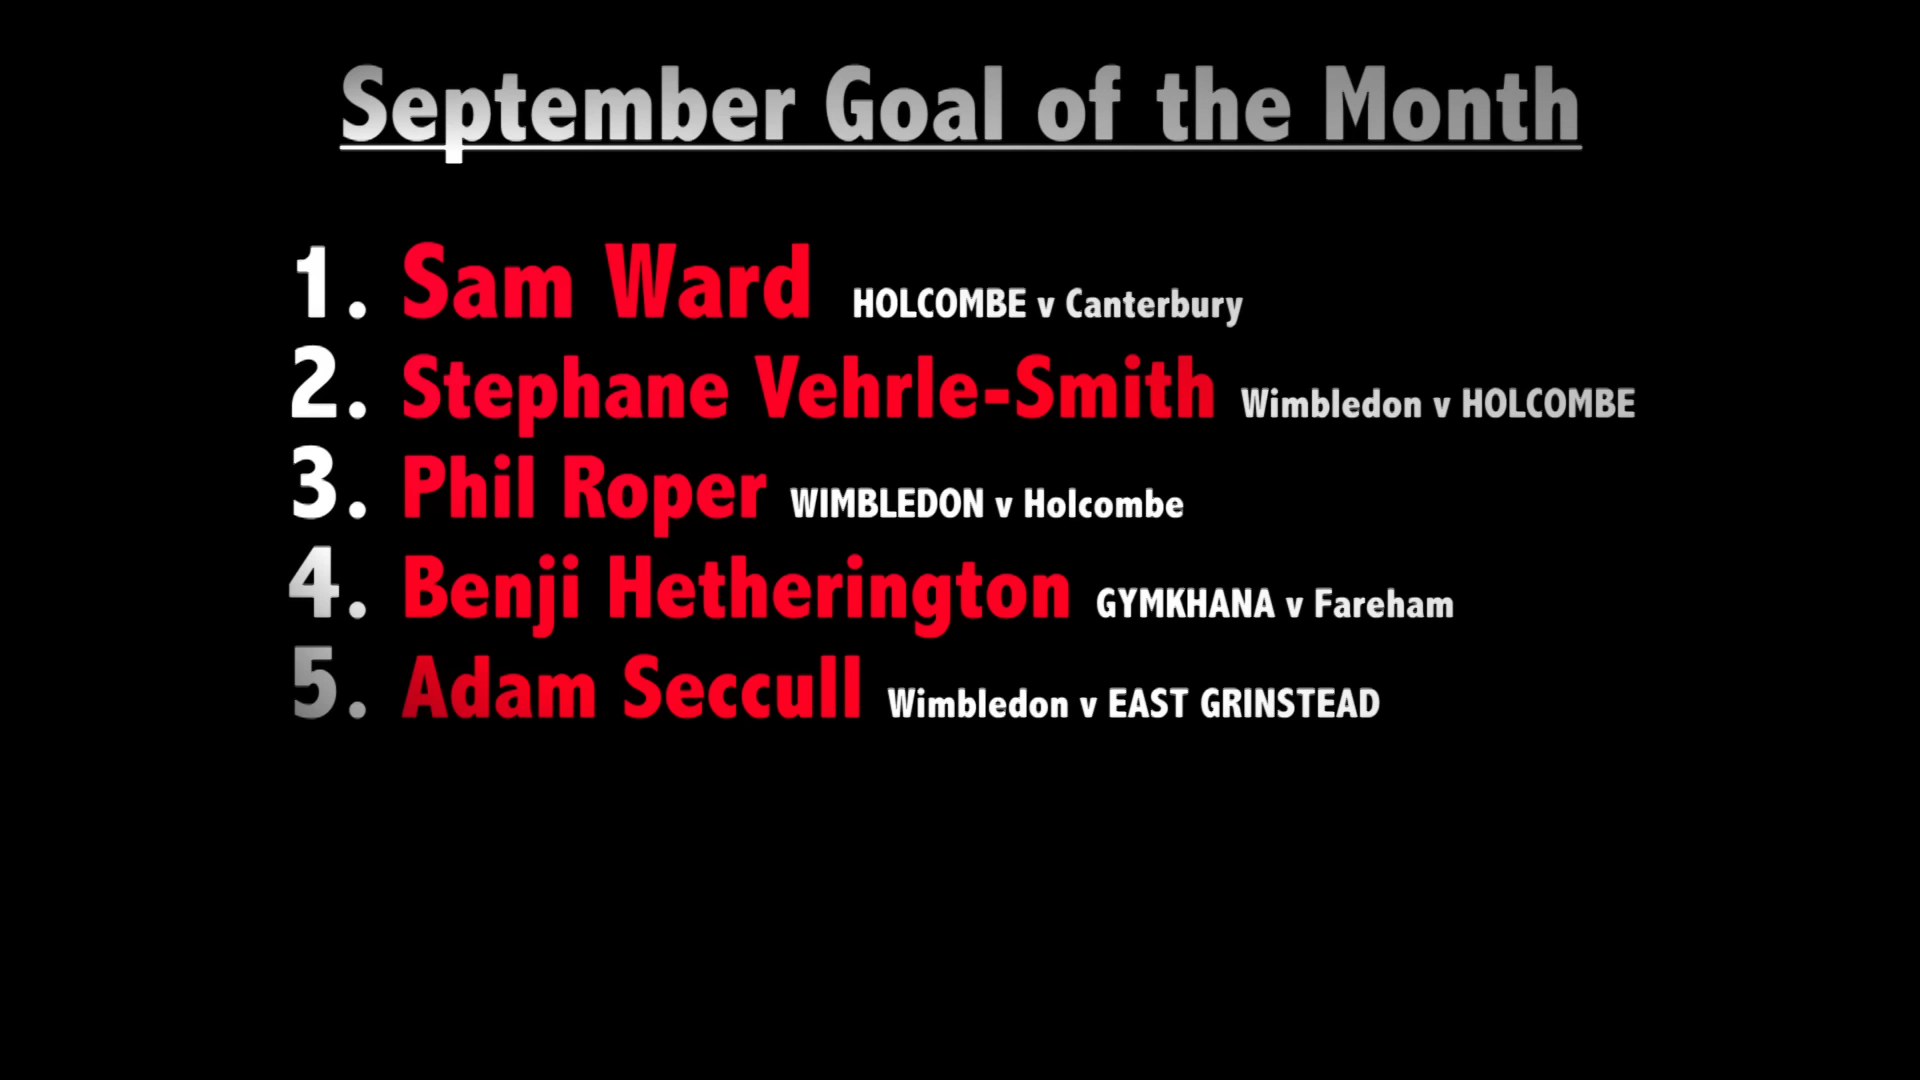 September Goal of the Month
1. Sam Ward HOLCOMBE v Canterbury
2. Stephane Vehrle-Smith Wimbledon v HOLCOMBE
3. Phil Roper WIMBLEDON v Holcombe
4. Benji Hetherington GYMKHANA v Fareham
5. Adam Seccull Wimbledon v EAST GRINSTEAD